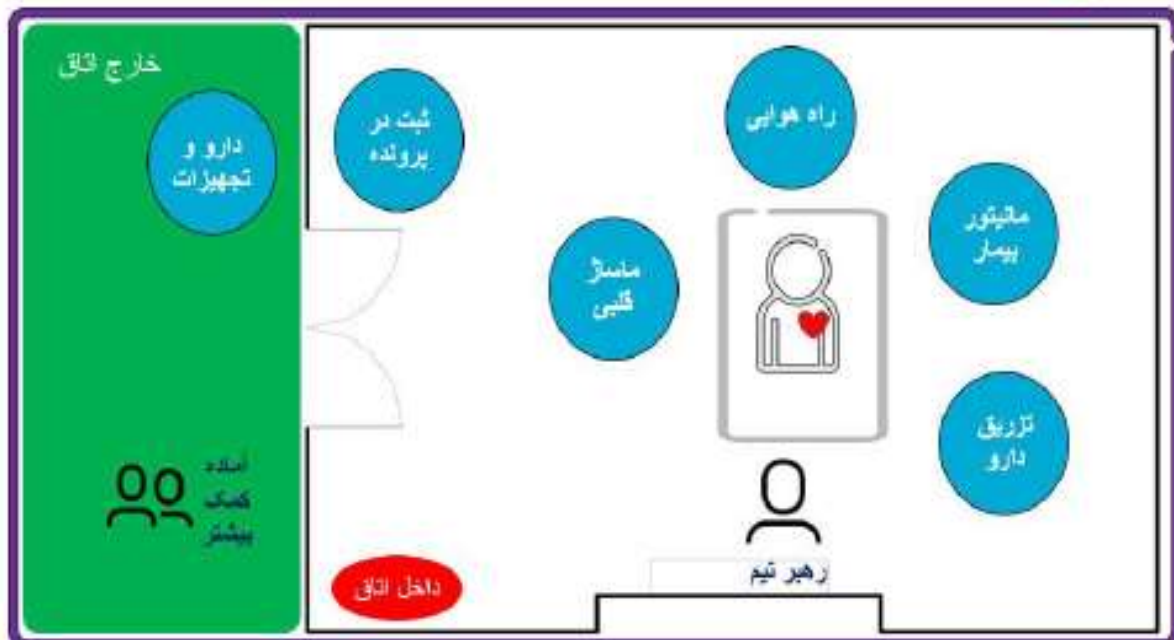 خارج اتاق
دارو و
تجهیزات
ثبت در
پرونده
راه هوایی
مانیتور
بیمار
ماساژ
قلبی
تزریق
دارو
آماده
کمک
بیشتر
رهبر تیم
داخل اتاق